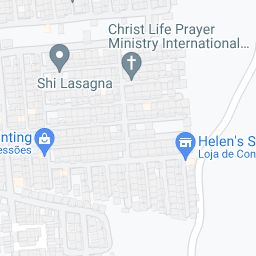 Christ Life Prayer
Ministry International...
Shi Lasagna
nting
essões
Helen's S
Loja de Con